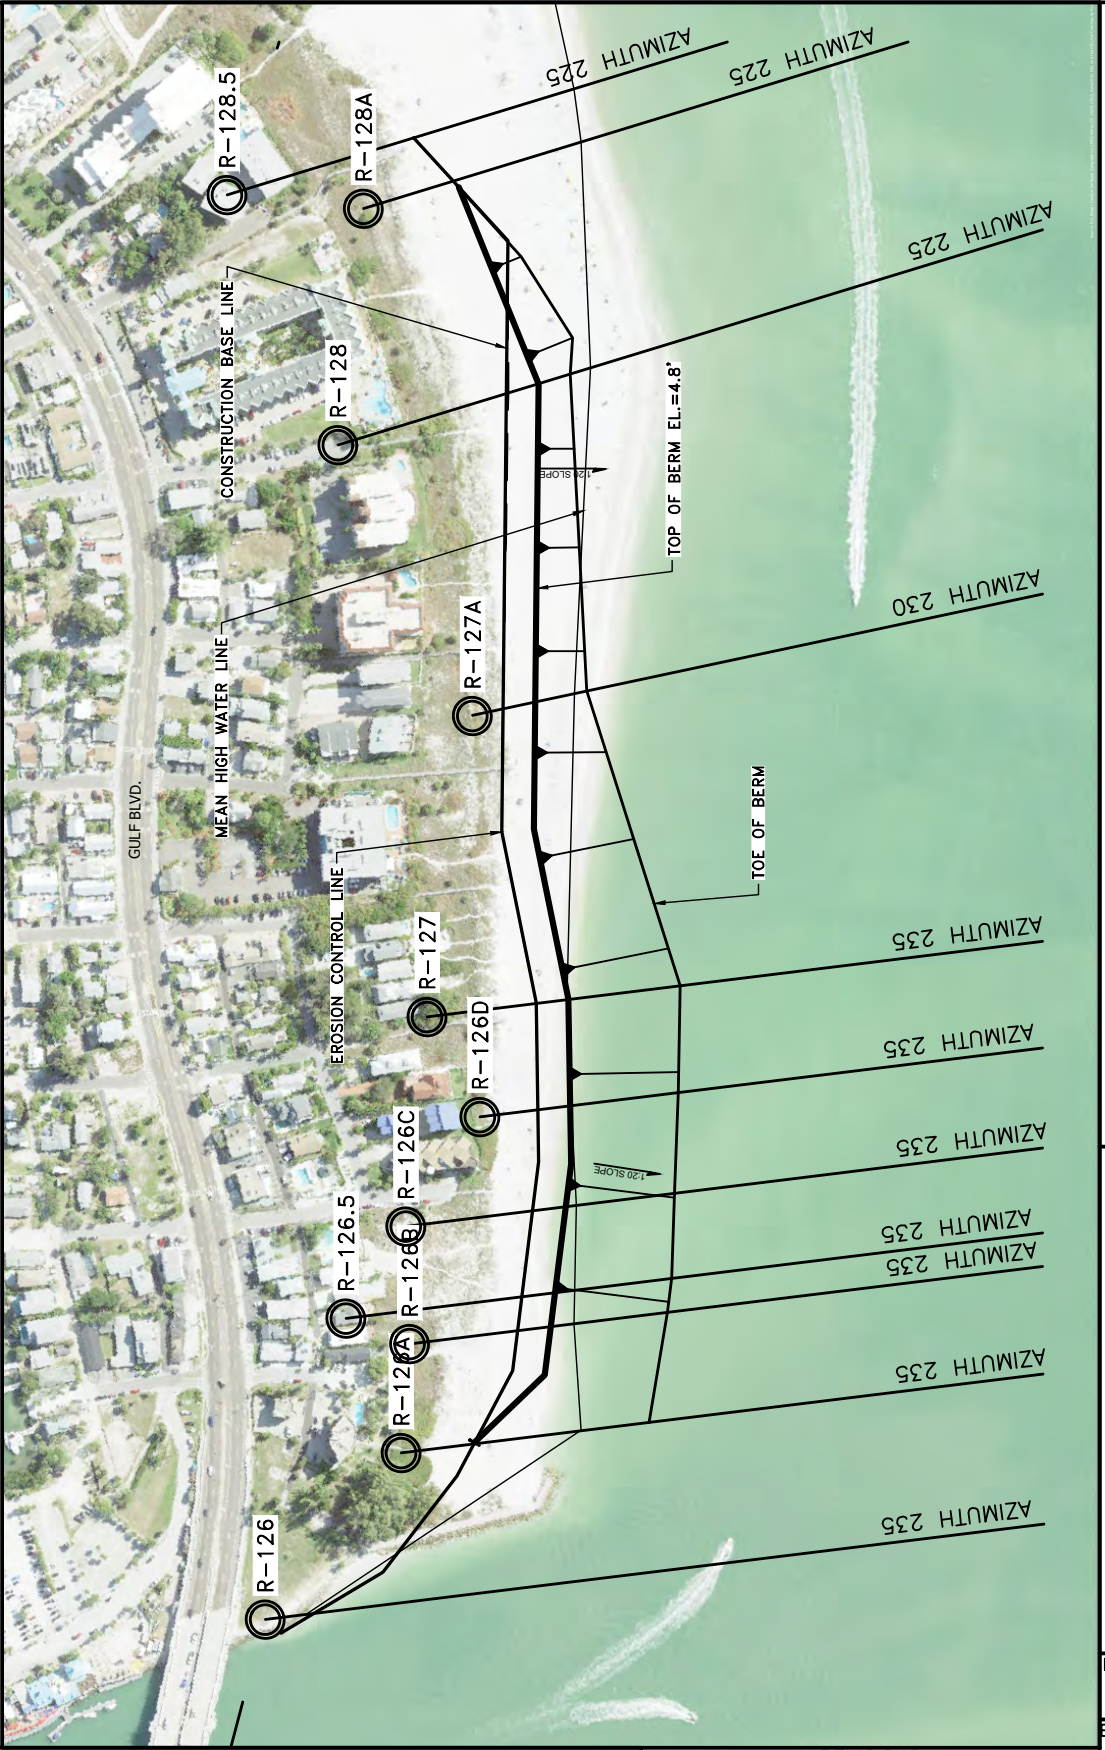 R-128.5
R-128A
R-128
R-127A
R-127
R-126D
R-126C
R-126.5
R-126B
R-126A
R-126
CONSTRUCTION BASE LINE
MEAN HIGH WATER LINE
EROSION CONTROL LINE
GULF BLVD.
TOP OF BERM EL.=4.8'
TOE OF BERM
1:20 SLOPE
1:20 SLOPE
AZIMUTH 225
AZIMUTH 225
AZIMUTH 225
AZIMUTH 230
AZIMUTH 235
AZIMUTH 235
AZIMUTH 235
AZIMUTH 235
AZIMUTH 235
AZIMUTH 235
AZIMUTH 235